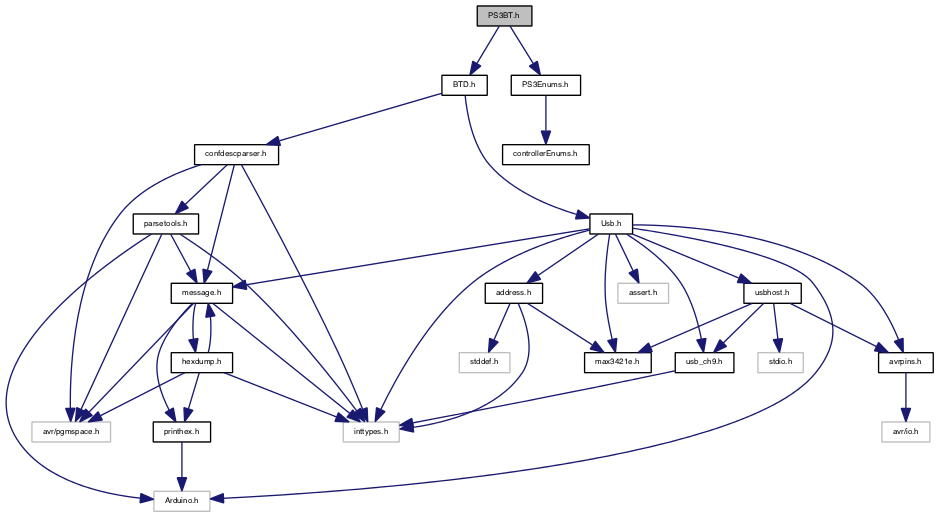 PS3BT.h
BTD.h
PS3Enums.h
confdescparser.h
controllerEnums.h
parsetools.h
Usb.h
message.h
address.h
assert.h
usbhost.h
hexdump.h
stddef.h
max3421e.h
usb_ch9.h
stdio.h
avrpins.h
avr/pgmspace.h
printhex.h
inttypes.h
avr/io.h
Arduino.h